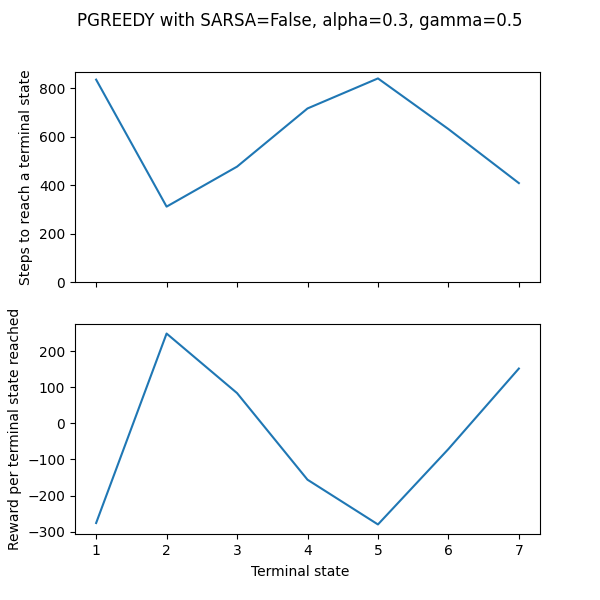 PGREEDY with SARSA=False, alpha=0.3, gamma=0.5
Steps to reach a terminal state
800
600
400
200
0
Reward per terminal state reached
200
100
0
−100
−200
−300
1 2 3 4 5 6 7
Terminal state